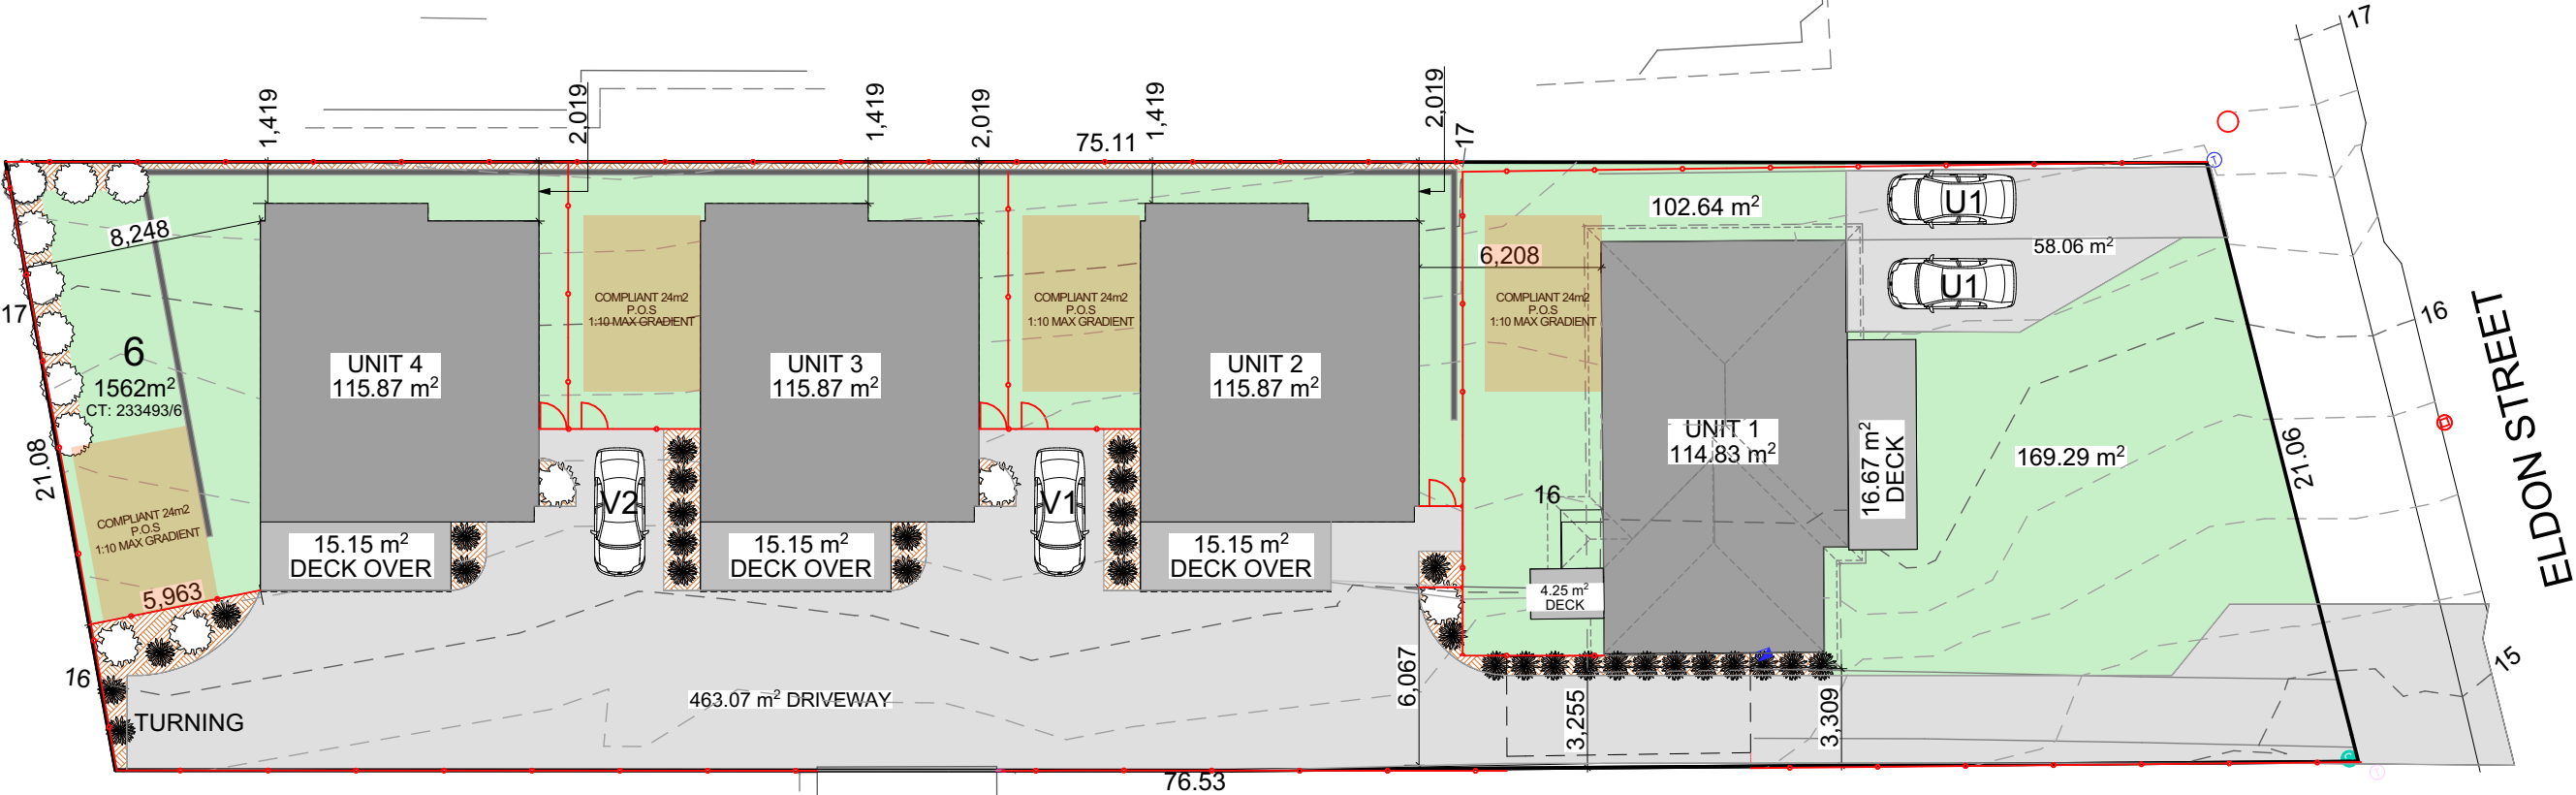 17
1,419
2,019
1,419
2,019
1,419
2,019
75.11
17
8,248
102.64 m²
U1
58.06 m²
6,208
U1
COMPLIANT 24m2
P.O.S
1:10 MAX GRADIENT
COMPLIANT 24m2
P.O.S
1:10 MAX GRADIENT
COMPLIANT 24m2
P.O.S
1:10 MAX GRADIENT
17
16
ELDON STREET
6
1562m²
CT: 233493/6
UNIT 4
115.87 m²
UNIT 3
115.87 m²
UNIT 2
115.87 m²
UNIT 1
114.83 m²
16.67 m²
DECK
169.29 m²
21.06
21.08
V2
V1
16
COMPLIANT 24m2
P.O.S
1:10 MAX GRADIENT
15.15 m²
DECK OVER
15.15 m²
DECK OVER
15.15 m²
DECK OVER
4.25 m²
DECK
5,963
16
15
6,067
3,255
3,309
463.07 m² DRIVEWAY
TURNING
76.53